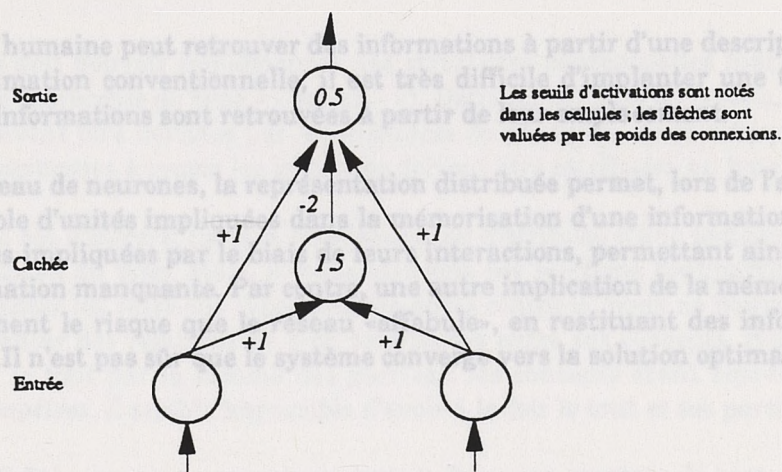 humaine peut retrouver des informations à partir d'une descrip
mation conventionnelle, il est très difficile d'implanter une
Sortie
0.5
Les seuils d'activations sont notés
dans les cellules ; les flêches sont
valuées par les poids des connexions.
informations sont retrouvées à partir de
eau de neurones, la représentation distribuée permet, lors de l'a
-2
ble d'unités impliquées dans la mémorisation d'une information
+1
+1
s impliquées par le biais de leurs interactions, permettant ain
Cachée
1.5
mation manquante. Par contre, une autre implication de la mémo
ment le risque que le réseau «affabule», en restituant des info
+1
+1
Il n'est pas sûr que le système converge vers la solution optima
Entrée